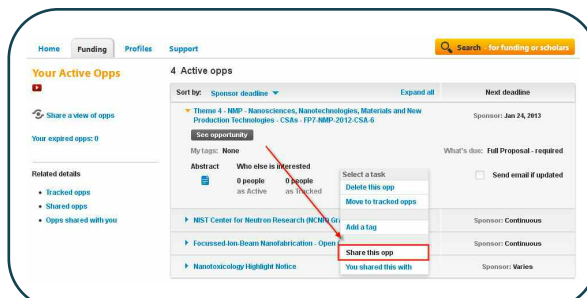 Home Funding Profiles Support
Search - for funding or scholars
Your Active Opps
Share a view of opps
Your expired opps: 0
Related details
• Tracked opps
• Shared opps
• Opps shared with you
4 Active opps
Sort by: Sponsor deadline Expand all Next deadline
Theme 4 - NMP - Nanosciences, Nanotechnologies, Materials and New
Production Technologies - CSAs - FP7-NMP-2012-CSA-6
Sponsor: Jan 24, 2013
See opportunity
My tags: None
What's due: Full Proposal - required
Abstract Who else is interested
0 people 0 people
as Active as Tracked
Send email if updated
Select a task
Delete this opp
Move to tracked opps
Add a tag
Share this opp
You shared this with
NIST Center for Neutron Research (NCNR) Gr
Sponsor: Continuous
Focussed-Ion-Beam Nanofabrication - Open
Sponsor: Continuous
Nanotoxicology Highlight Notice
Sponsor: Varies